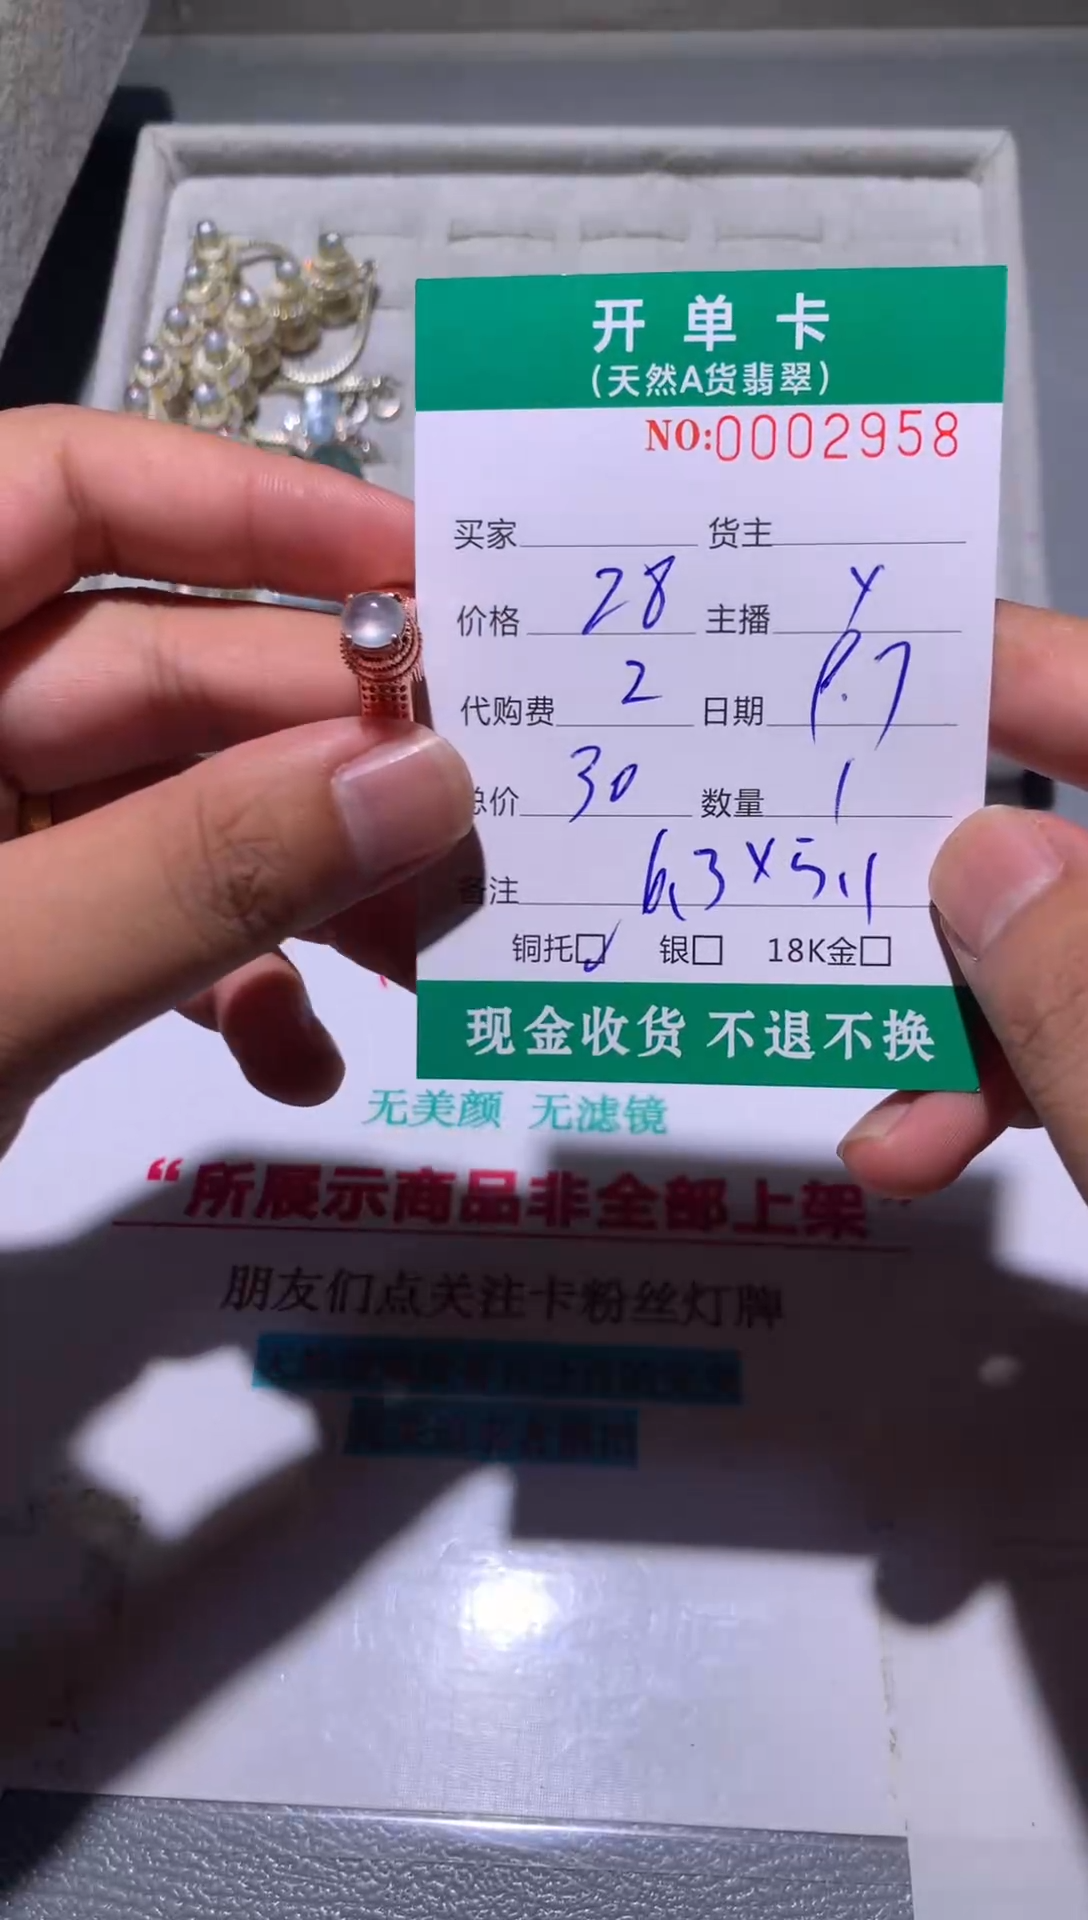 开单卡
(天然A货翡翠)
NO:0002958
买家 货主
价格 28 主播 Y
代购费 2 日期 8.7
总价 30 数量 1
备注 6.3×5.1
铜托☑ 银□ 18K金□
现金收货 不退不换
无美颜 无滤镜
“所展示商品非全部上架”
朋友们点关注卡粉丝灯牌